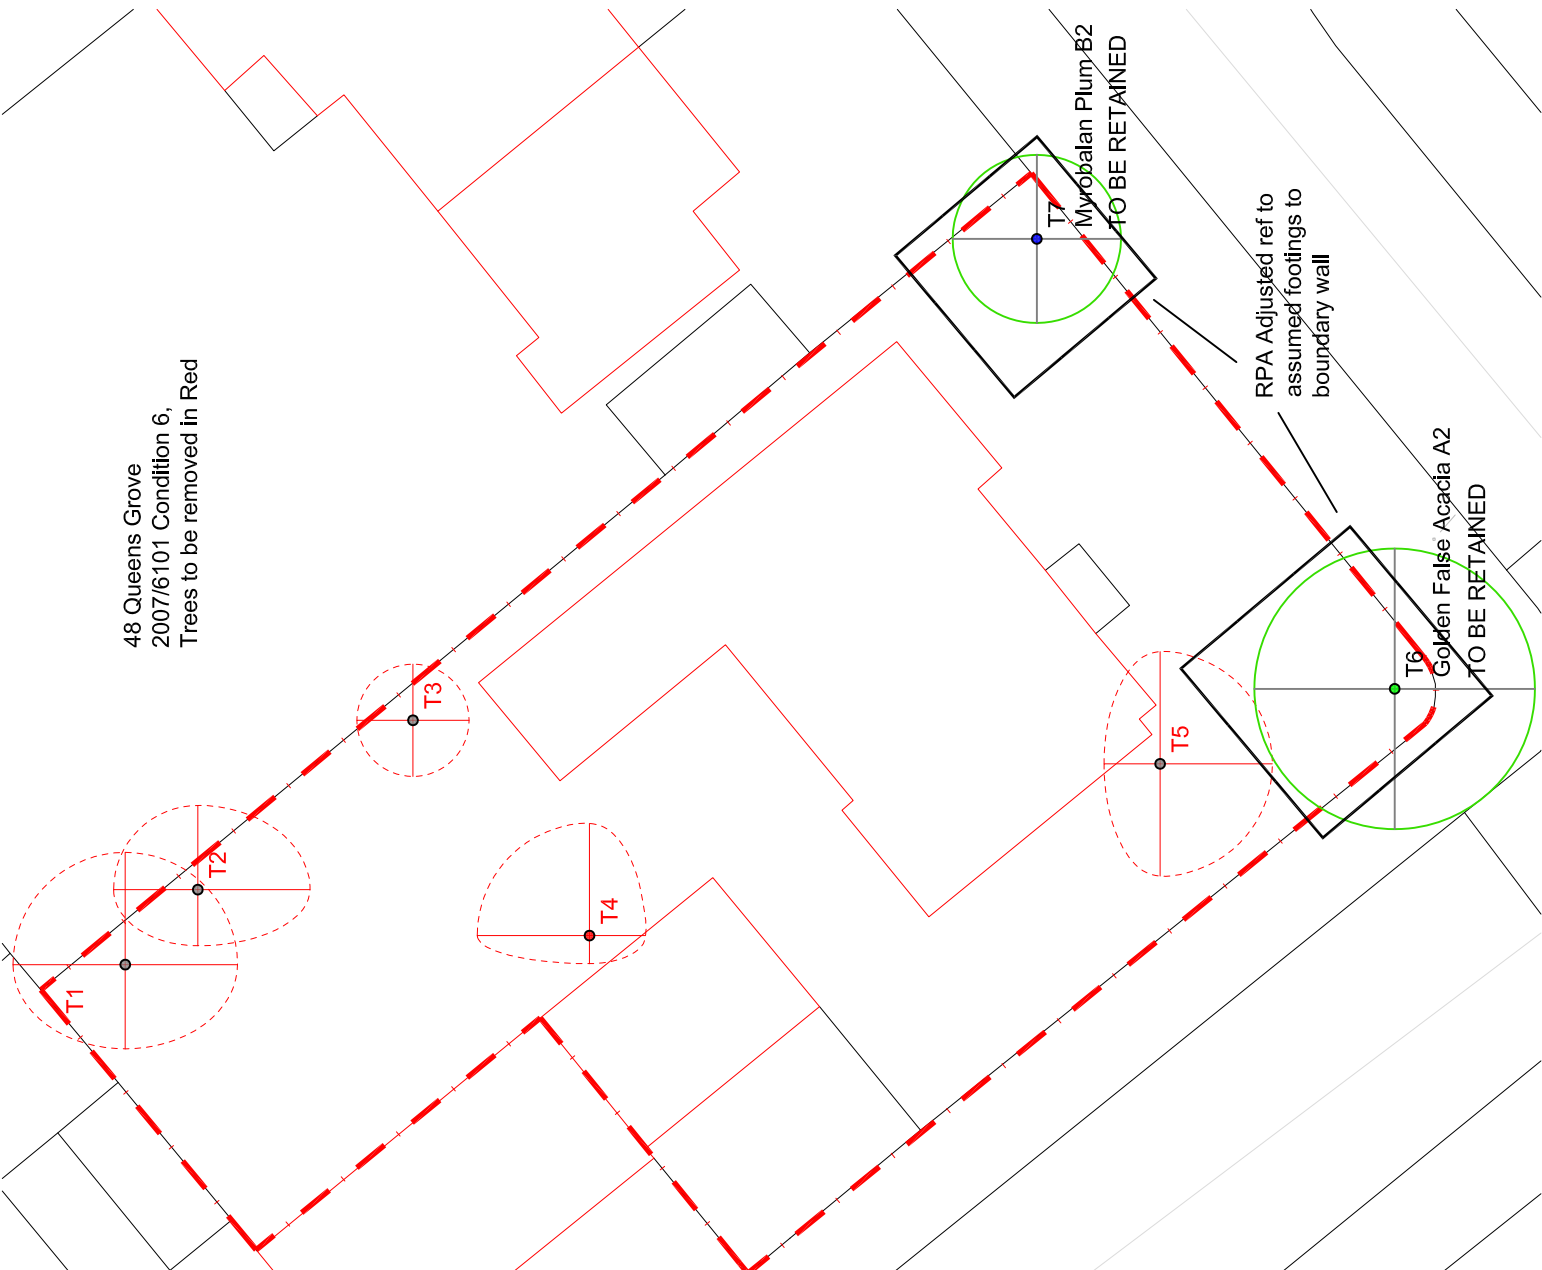 48 Queens Grove
2007/6101 Condition 6,
Trees to be removed in Red
T1
T2
T3
T4
T5
T7
Myrobalan Plum B2
TO BE RETAINED
RPA Adjusted ref to
assumed footings to
boundary wall
T6
Golden False Acacia A2
TO BE RETAINED